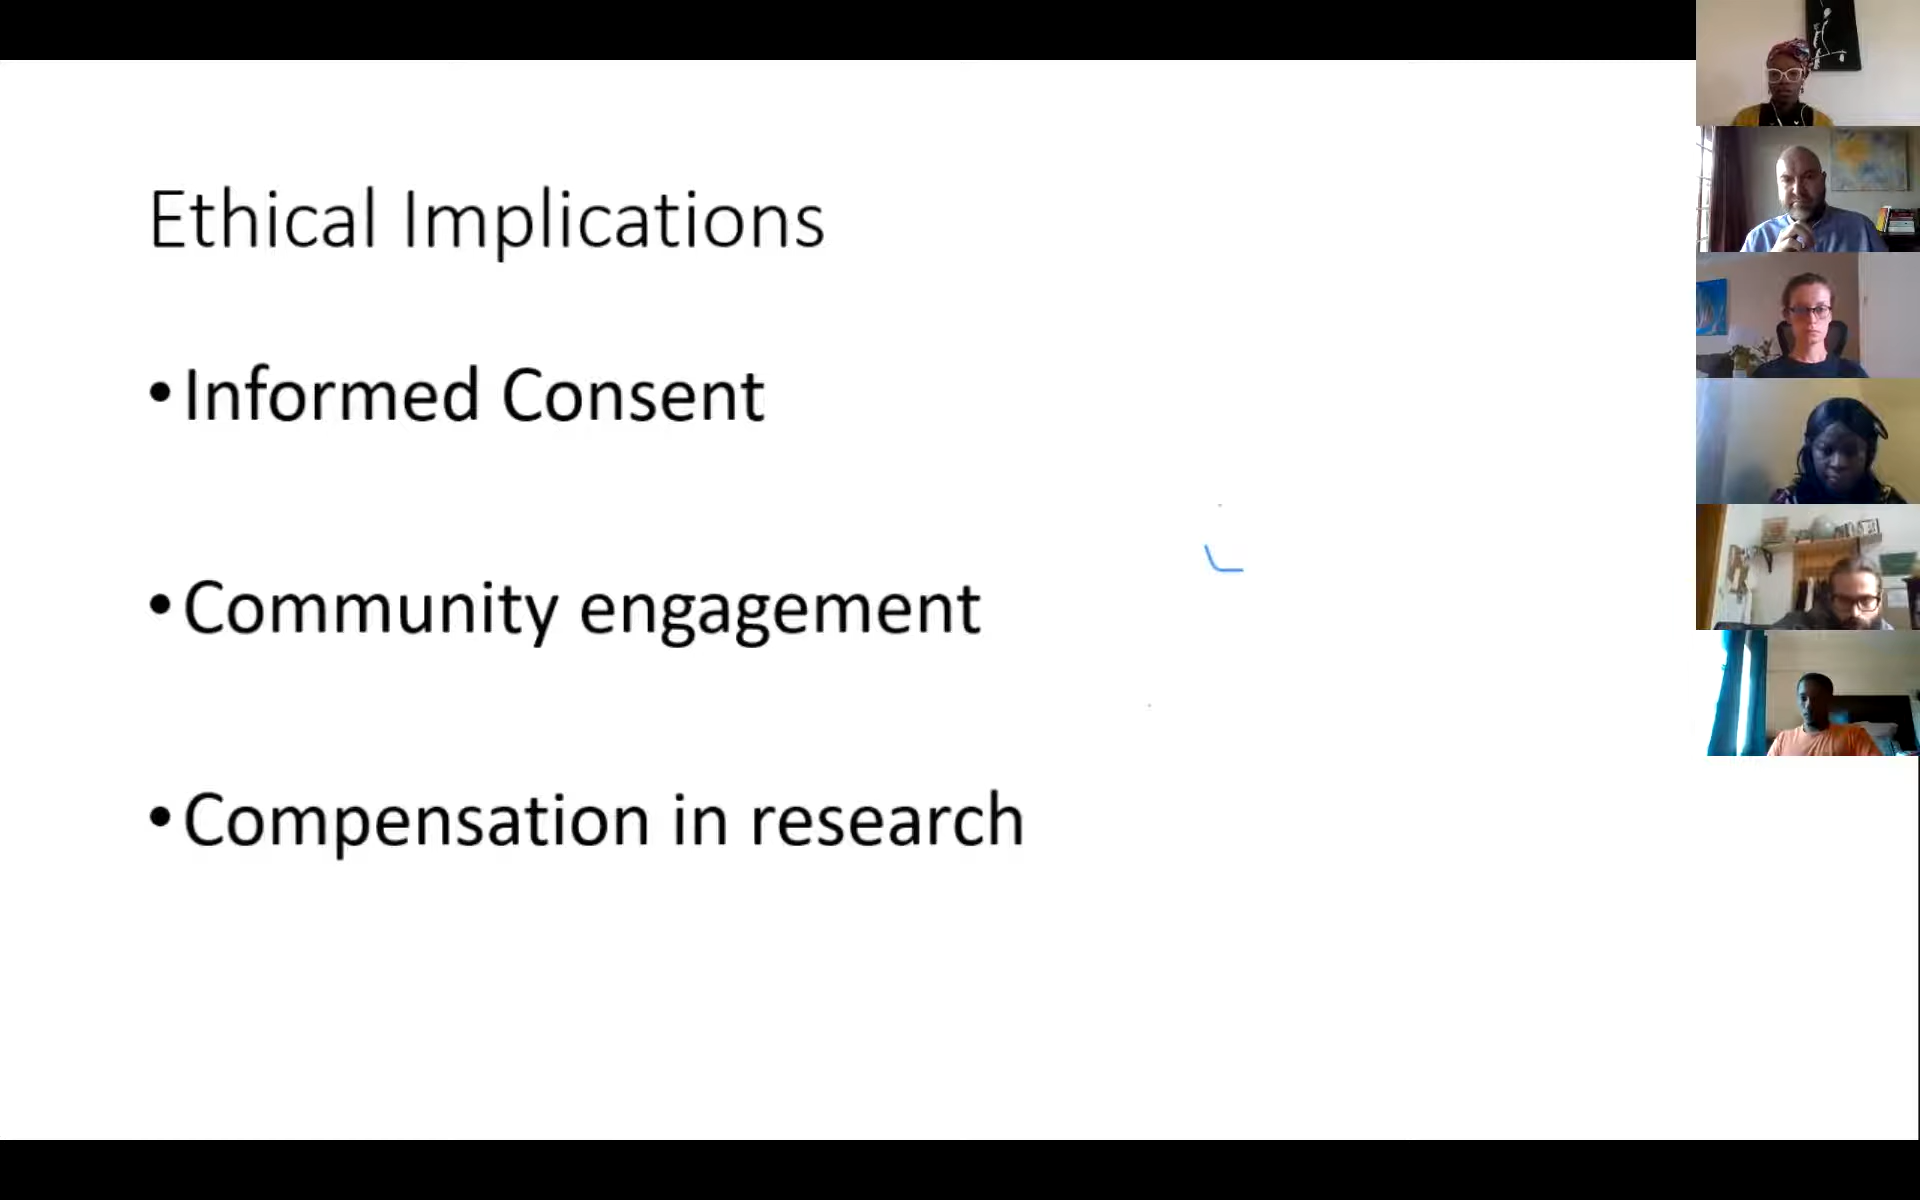 Ethical Implications
• Informed Consent
• Community engagement
• Compensation in research